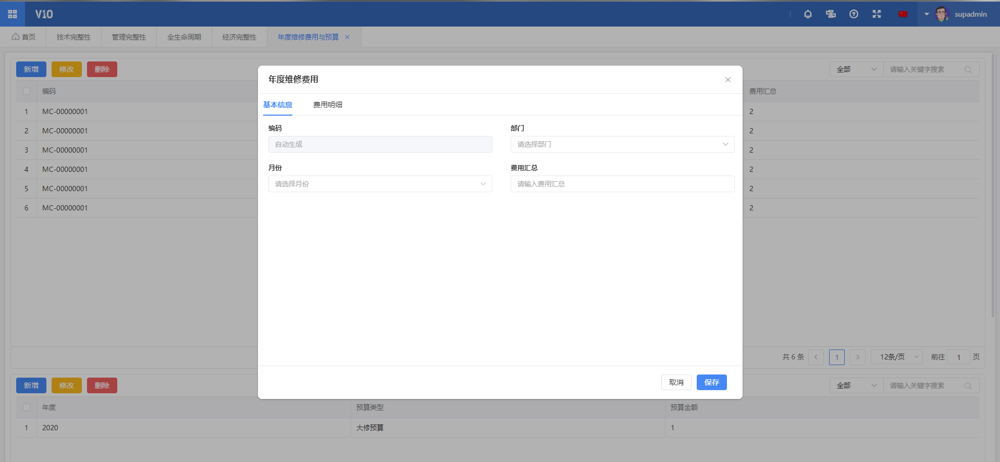 V10
supadmin
首页 技术完整性 管理完整性 全生命周期 经济完整性 年度维修费用与预算
新增 修改 删除 全部 请输入关键字搜索
编码 费用汇总
1 MC-00000001 2
2 MC-00000001 2
3 MC-00000001 2
4 MC-00000001 2
5 MC-00000001 2
6 MC-00000001 2
年度维修费用
基本信息 费用明细
编码 部门
自动生成 请选择部门
月份 费用汇总
请选择月份 请输入费用汇总
取消 保存
共 6 条 1 12条/页 前往 1 页
新增 修改 删除 全部 请输入关键字搜索
年度 预算类型 预算金额
1 2020 大修预算 1